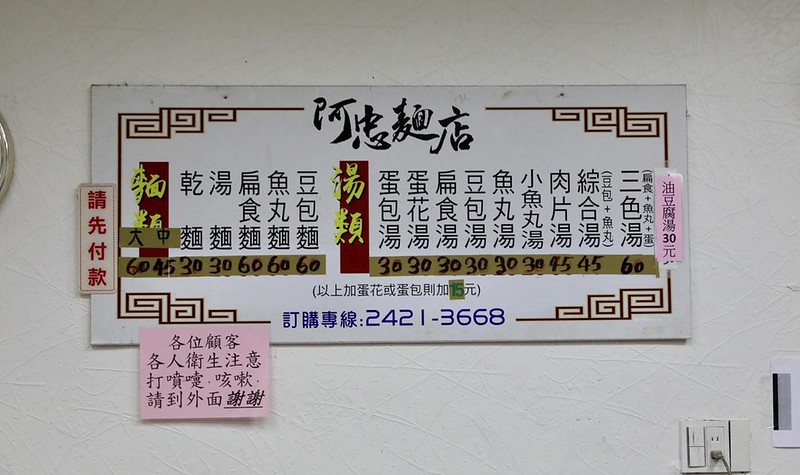 阿忠麵店
請先付款
麵類
大 中
乾麵
湯麵
扁食麵
魚丸麵
豆包麵
60 45 30 30 60 60 60
湯類
蛋包湯
蛋花湯
扁食湯
豆包湯
魚丸湯
小魚丸湯
肉片湯
綜合湯
(豆包+魚丸)
三色湯
(扁食+魚丸+蛋)
30 30 30 30 30 30 45 45 60
油豆腐湯30元
(以上加蛋花或蛋包則加15元)
訂購專線:2421-3668
各位顧客
各人衛生注意
打噴嚏.咳嗽.
請到外面謝謝